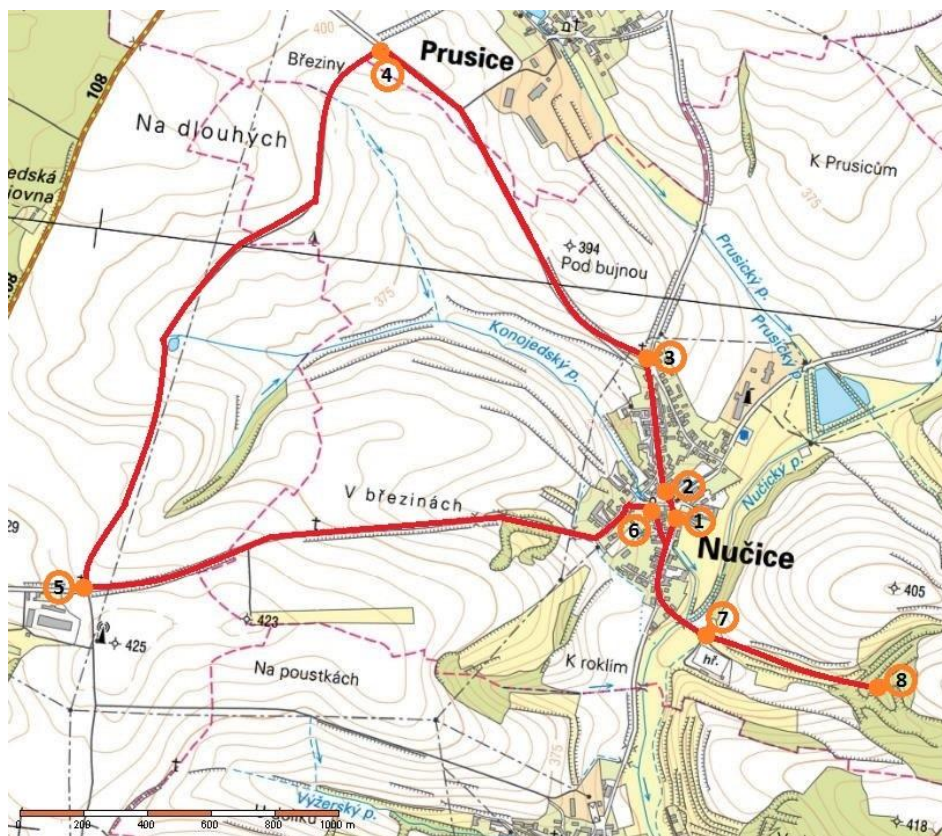 400
Březiny
Prusice
4
108
Na dlouhých
K Prusicům
375
394
Pod bujnou
Prusický p.
Prusický p.
375
Konojedský p.
3
V březinách
2
Nučický p.
6
1
Nučice
5
405
7
423
425
hř.
8
K roklím
Na poustkách
375
Výžerský p.
418
0 200 400 600 800 1000 m